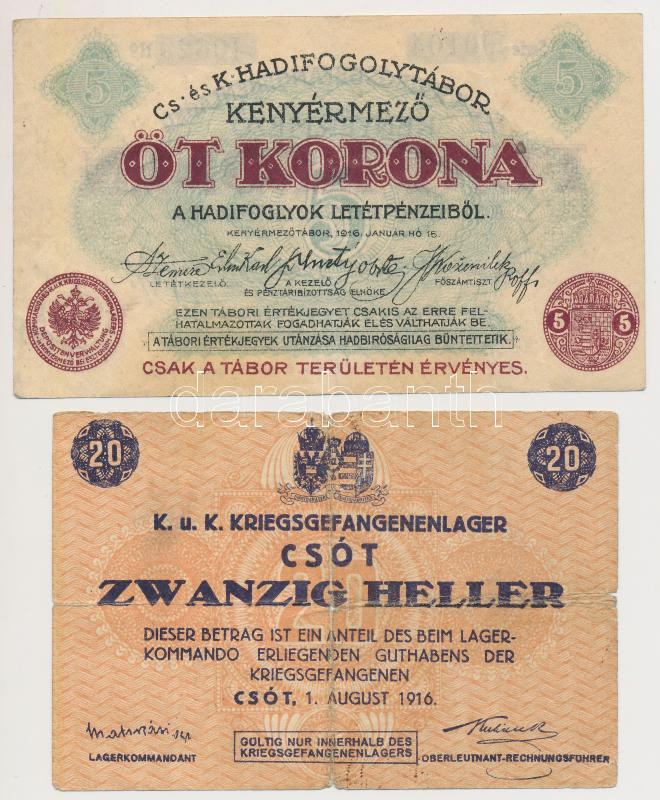 5
5
Cs. és K. HADIFOGOLYTÁBOR
KENYÉRMEZŐ
ÖT KORONA
A HADIFOGLYOK LETÉTPÉNZEIBŐL.
KENYÉRMEZŐTÁBOR, 1916. JANUÁR HÓ 15.
LETÉTKEZELŐ
A KEZELŐ
ÉS PÉNZTÁRIBIZOTTSÁG ELNÖKE
FŐSZÁMTISZT
EZEN TÁBORI ÉRTÉKJEGYET CSAKIS AZ ERRE FEL-
HATALMAZOTTAK FOGADHATJÁK EL ÉS VÁLTHATJÁK BE.
A TÁBORI ÉRTÉKJEGYEK UTÁNZÁSA HADBIRÓSÁGILAG BÜNTETTETIK.
CSAK A TÁBOR TERÜLETÉN ÉRVÉNYES.
DEPOSITENVERWALTUNG
5
5
darabanth
20
20
K. u. K. KRIEGSGEFANGENENLAGER
CSÓT
ZWANZIG HELLER
DIESER BETRAG IST EIN ANTEIL DES BEIM LAGER-
KOMMANDO ERLIEGENDEN GUTHABENS DER
KRIEGSGEFANGENEN
CSÓT, 1. AUGUST 1916.
LAGERKOMMANDANT
GÜLTIG NUR INNERHALB DES
KRIEGSGEFANGENENLAGERS
OBERLEUTNANT-RECHNUNGSFÜHRER